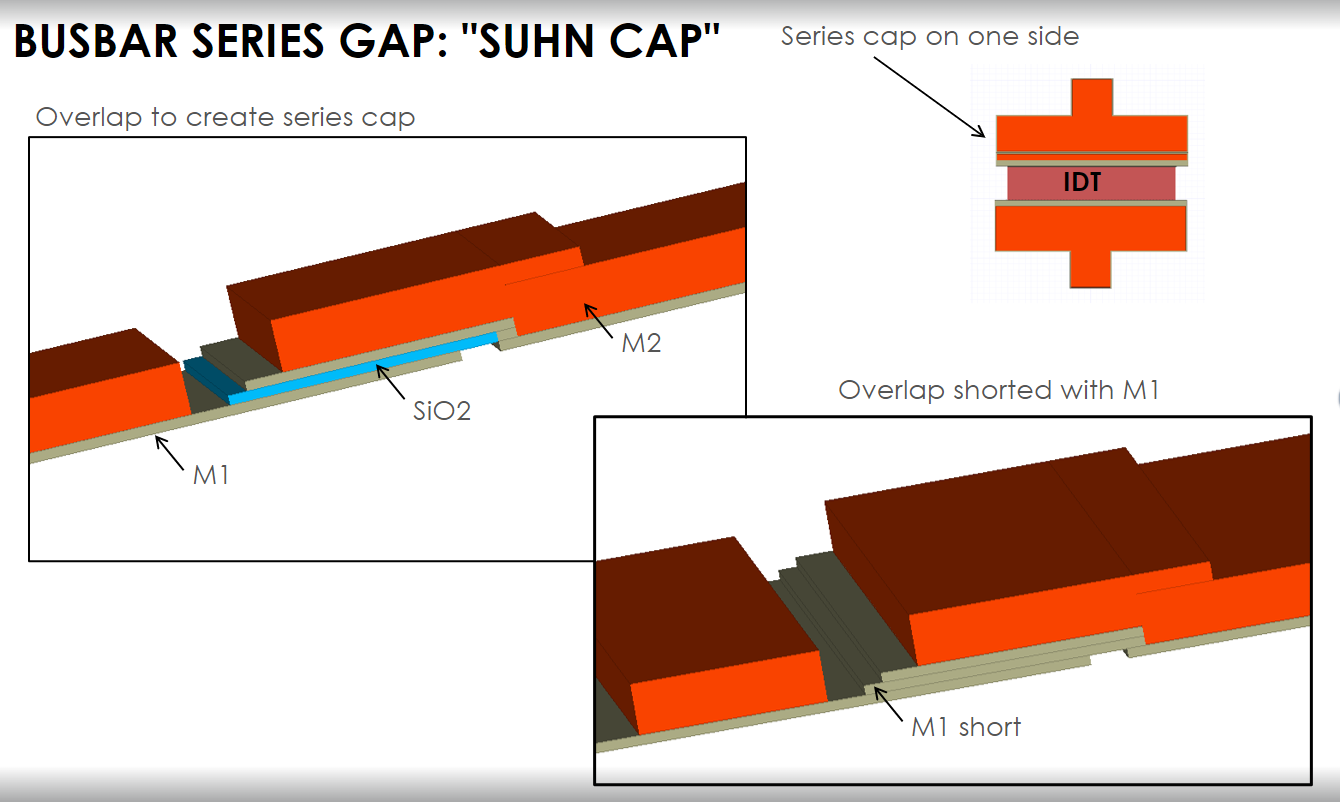 BUSBAR SERIES GAP: "SUHN CAP"
Series cap on one side
Overlap to create series cap
IDT
M2
SiO2
M1
Overlap shorted with M1
M1 short